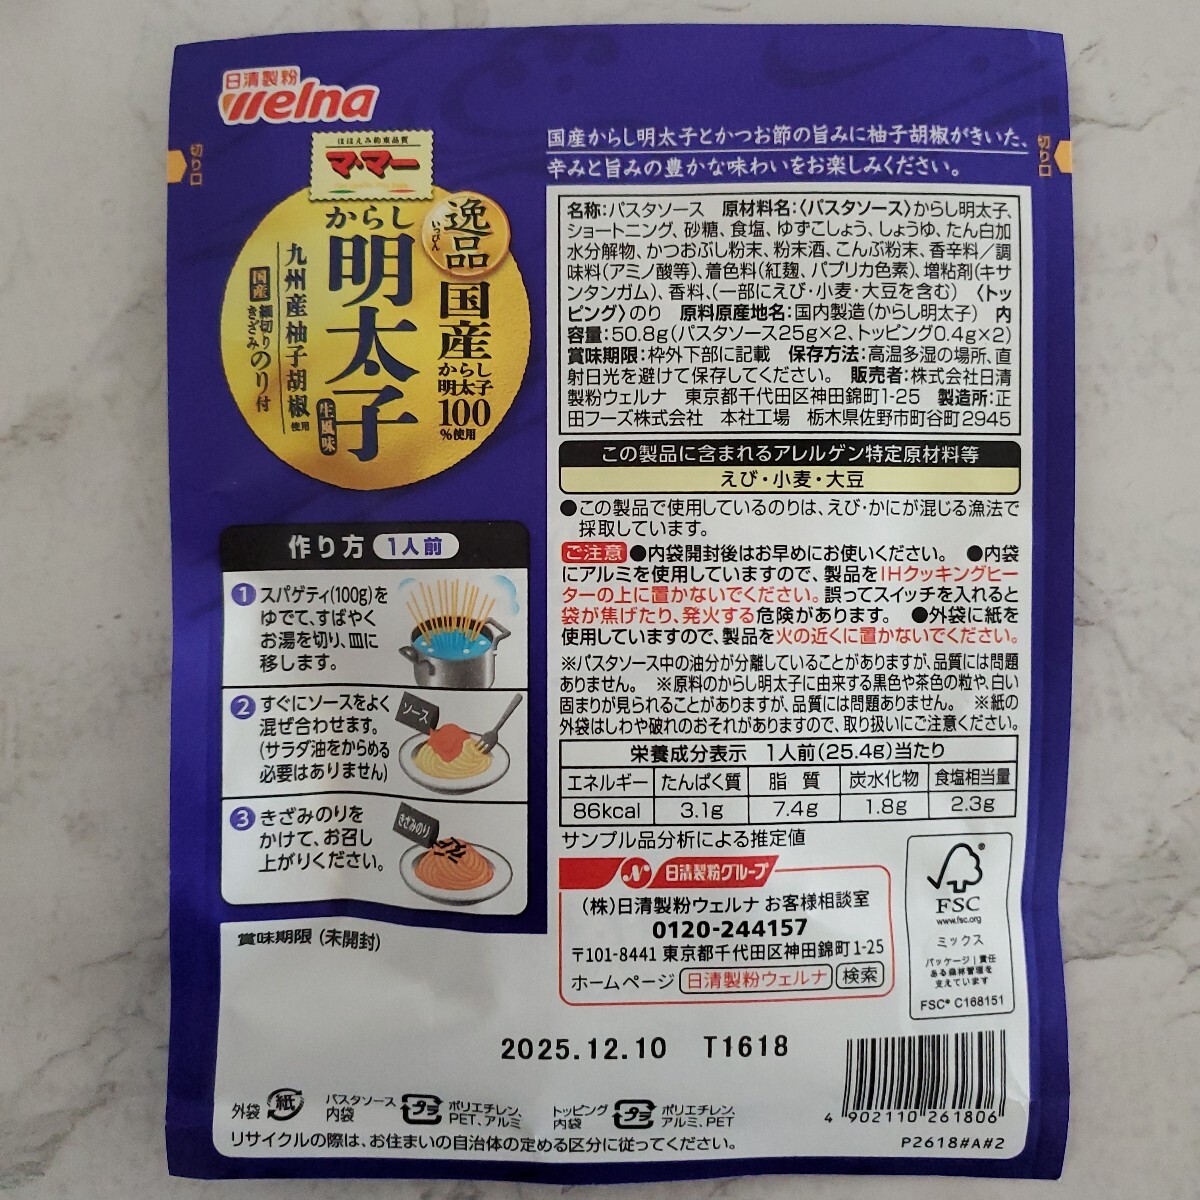 日清製粉
Welna
ほほえみ約束品質
マ・マー
逸品
いっぴん
からし
明太子
生風味
国産
からし
明太子
100
%使用
九州産柚子胡椒
使用
国産
細切り
きざみ
のり付
切り口
切り口
国産からし明太子とかつお節の旨みに柚子胡椒がきいた、
辛みと旨みの豊かな味わいをお楽しみください。
名称:パスタソース 原材料名:〈パスタソース〉からし明太子、
ショートニング、砂糖、食塩、ゆずこしょう、しょうゆ、たん白加
水分解物、かつおぶし粉末、粉末酒、こんぶ粉末、香辛料/調
味料(アミノ酸等)、着色料(紅麹、パプリカ色素)、増粘剤(キサ
ンタンガム)、香料、(一部にえび・小麦・大豆を含む) 〈トッ
ピング〉のり 原料原産地名:国内製造(からし明太子) 内
容量:50.8g(パスタソース25g×2、トッピング0.4g×2)
賞味期限:枠外下部に記載 保存方法:高温多湿の場所、直
射日光を避けて保存してください。 販売者:株式会社日清
製粉ウェルナ 東京都千代田区神田錦町1-25 製造所:正
田フーズ株式会社 本社工場 栃木県佐野市町谷町2945
この製品に含まれるアレルゲン特定原材料等
えび・小麦・大豆
●この製品で使用しているのりは、えび・かにが混じる漁法で
採取しています。
ご注意 ●内袋開封後はお早めにお使いください。 ●内袋
にアルミを使用していますので、製品をIHクッキングヒー
ターの上に置かないでください。誤ってスイッチを入れると
袋が焦げたり、発火する危険があります。 ●外袋に紙を
使用していますので、製品を火の近くに置かないでください。
※パスタソース中の油分が分離していることがありますが、品質には問題
ありません。 ※原料のからし明太子に由来する黒色や茶色の粒や、白い
固まりが見られることがありますが、品質には問題ありません。 ※紙の
外袋はしわや破れのおそれがありますので、取り扱いにご注意ください。
栄養成分表示 1人前(25.4g)当たり
エネルギー たんぱく質 脂質 炭水化物 食塩相当量
86kcal 3.1g 7.4g 1.8g 2.3g
サンプル品分析による推定値
作り方 1人前
1 スパゲティ(100g)を
ゆでて、すばやく
お湯を切り、皿に
移します。
2 すぐにソースをよく
混ぜ合わせます。
(サラダ油をからめる
必要はありません)
ソース
3 きざみのりを
かけて、お召し
上がりください。
きざみのり
日清製粉グループ
(株)日清製粉ウェルナ お客様相談室
0120-244157
〒101-8441 東京都千代田区神田錦町1-25
ホームページ 日清製粉ウェルナ 検索
FSC
www.fsc.org
ミックス
パッケージ|責任
ある森林管理を
支えています
FSC® C168151
賞味期限(未開封)
2025.12.10 T1618
外袋 紙
パスタソース
内袋
プラ
ポリエチレン、
PET、アルミ
トッピング
内袋
プラ
ポリエチレン、
アルミ、PET
リサイクルの際は、お住まいの自治体の定める区分に従ってください。
4 902110 261806
P2618#A#2